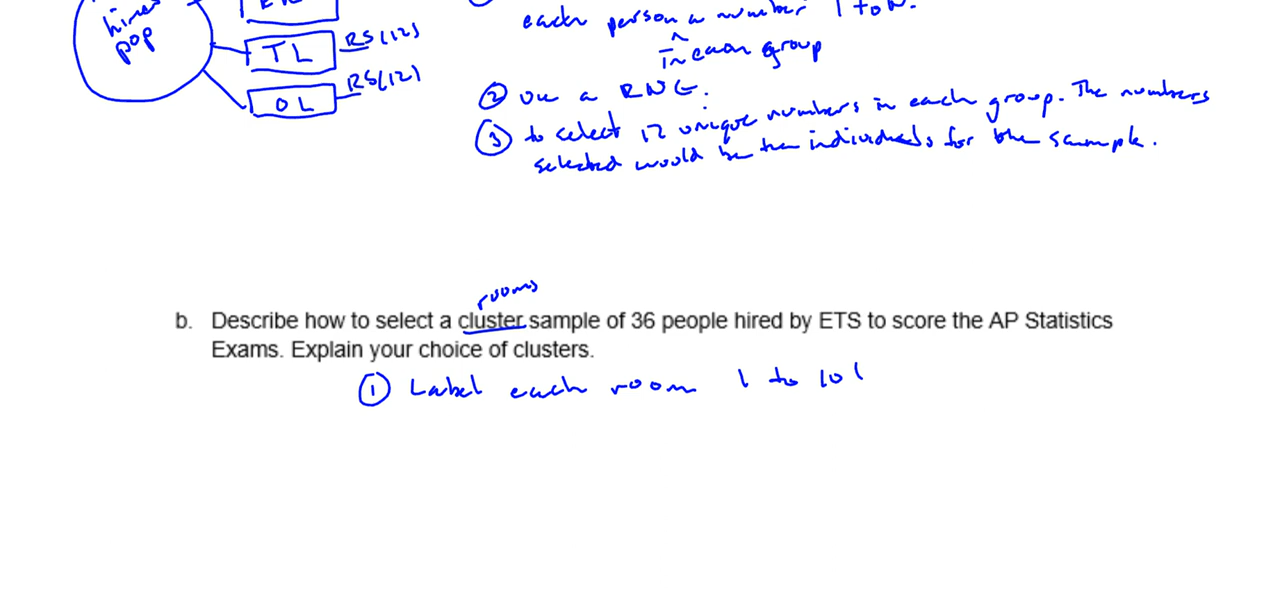 hired
pop
TL RS(12)
OL RS(12)
each person a number 1 to N.
^
in each group
② use a RNG.
③ to select 12 unique numbers in each group. The numbers
selected would be the individuals for the sample.
rooms
b. Describe how to select a cluster sample of 36 people hired by ETS to score the AP Statistics
Exams. Explain your choice of clusters.
① Label each room 1 to 101